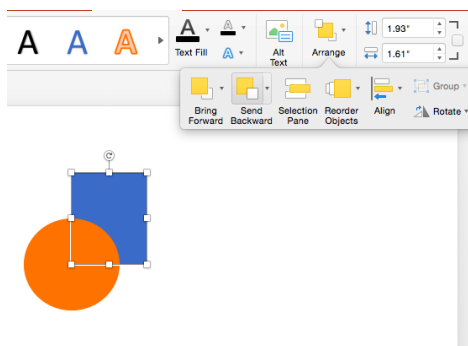 A A A
A A 1.93"
Text Fill A Alt Text Arrange 1.61"
Bring Forward Send Backward Selection Pane Reorder Objects Align Group Rotate